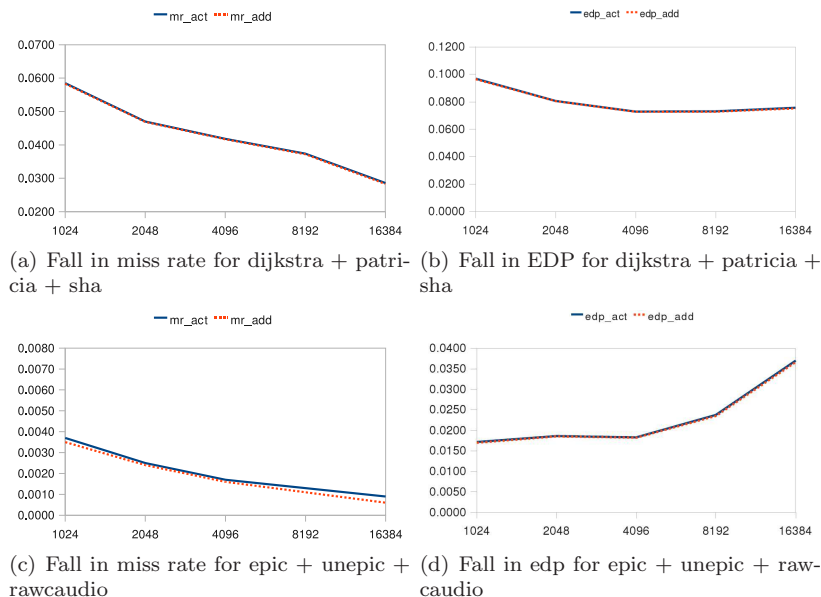 mr_act mr_add
0.0700
0.0600
0.0500
0.0400
0.0300
0.0200
1024 2048 4096 8192 16384
(a) Fall in miss rate for dijkstra + patri-
cia + sha
edp_act edp_add
0.1200
0.1000
0.0800
0.0600
0.0400
0.0200
0.0000
1024 2048 4096 8192 16384
(b) Fall in EDP for dijkstra + patricia +
sha
mr_act mr_add
0.0080
0.0070
0.0060
0.0050
0.0040
0.0030
0.0020
0.0010
0.0000
1024 2048 4096 8192 16384
(c) Fall in miss rate for epic + unepic +
rawcaudio
edp_act edp_add
0.0400
0.0350
0.0300
0.0250
0.0200
0.0150
0.0100
0.0050
0.0000
1024 2048 4096 8192 16384
(d) Fall in edp for epic + unepic + raw-
caudio